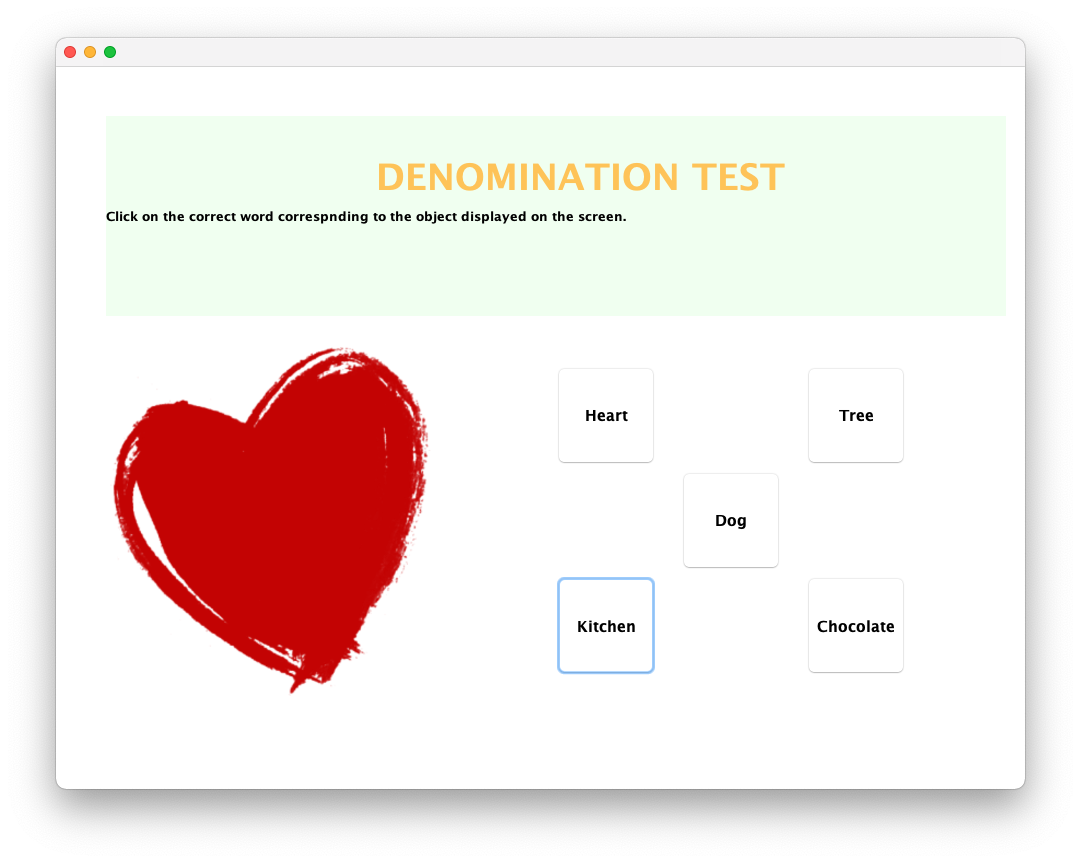 DENOMINATION TEST
Click on the correct word correspnding to the object displayed on the screen.
Heart
Tree
Dog
Kitchen
Chocolate